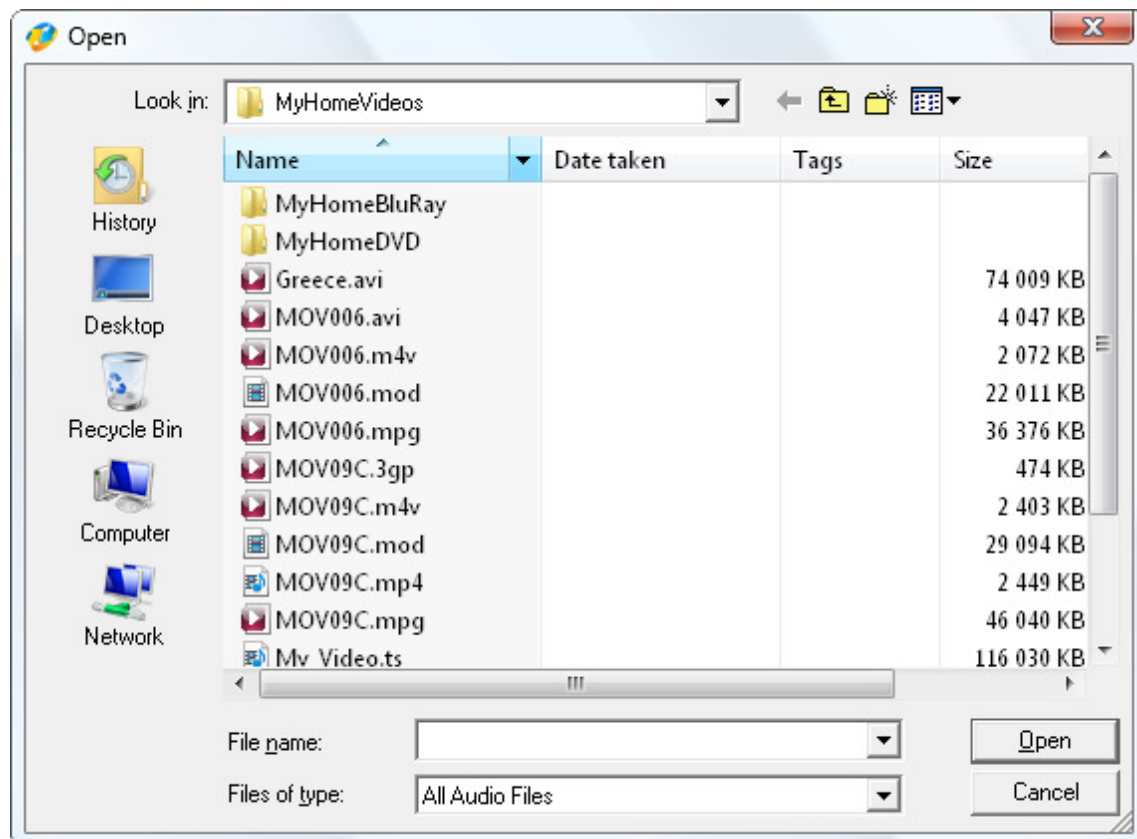 Open
Look in: MyHomeVideos
Name Date taken Tags Size
History
Desktop
Recycle Bin
Computer
Network
MyHomeBluRay
MyHomeDVD
Greece.avi 74 009 KB
MOV006.avi 4 047 KB
MOV006.m4v 2 072 KB
MOV006.mod 22 011 KB
MOV006.mpg 36 376 KB
MOV09C.3gp 474 KB
MOV09C.m4v 2 403 KB
MOV09C.mod 29 094 KB
MOV09C.mp4 2 449 KB
MOV09C.mpg 46 040 KB
My_Video.ts 116 030 KB
File name: Open
Files of type: All Audio Files Cancel